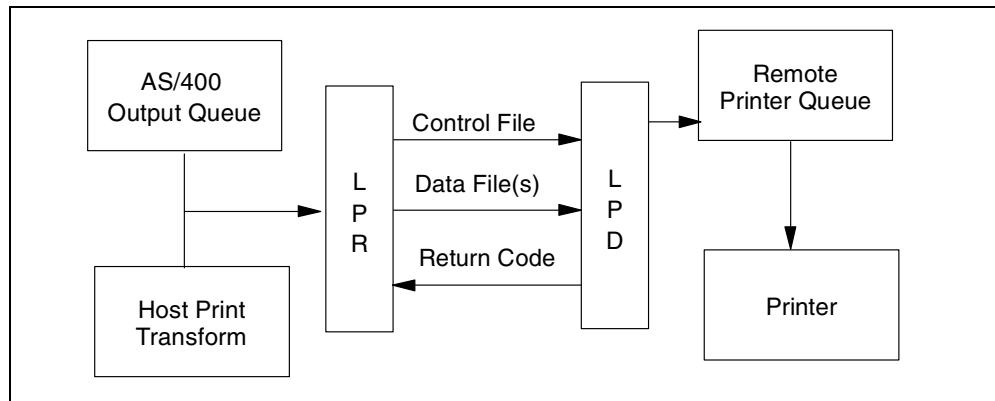 AS/400
Output Queue
Host Print
Transform
L
P
R
Control File
Data File(s)
Return Code
L
P
D
Remote
Printer Queue
Printer